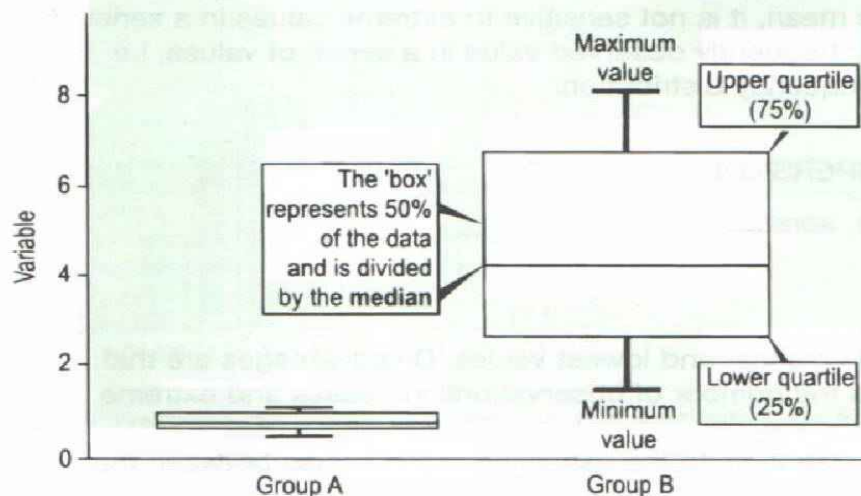 Maximum
value
Upper quartile
(75%)
8
6
4
2
0
Variable
The 'box'
represents 50%
of the data
and is divided
by the median
Lower quartile
(25%)
Minimum
value
Group A
Group B